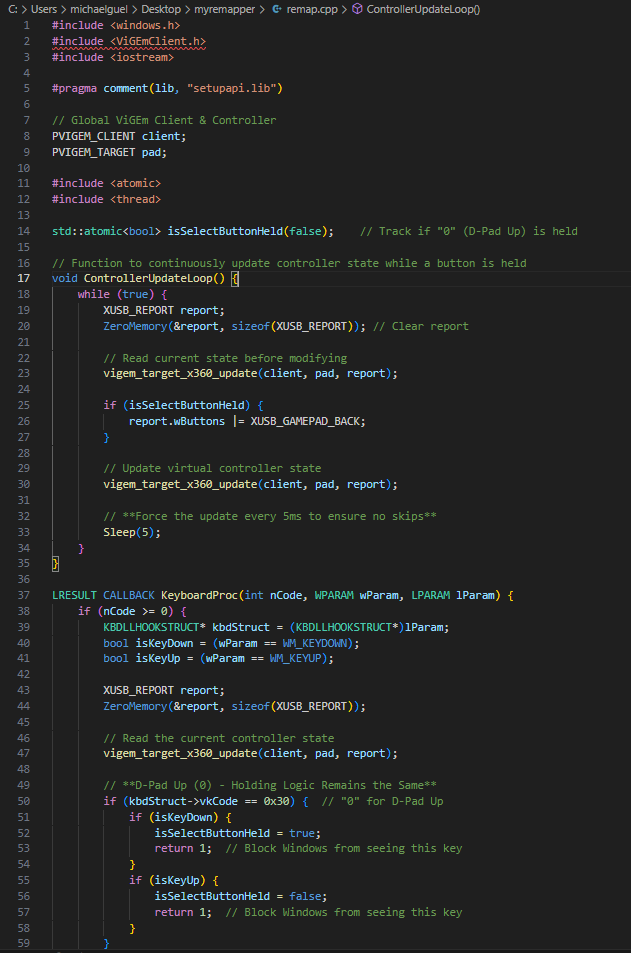 C: > Users > michaelguel > Desktop > myremapper > remap.cpp > ControllerUpdateLoop()
1 #include <windows.h>
2 #include <ViGEmClient.h>
3 #include <iostream>
4
5 #pragma comment(lib, "setupapi.lib")
6
7 // Global ViGEm Client & Controller
8 PVIGEM_CLIENT client;
9 PVIGEM_TARGET pad;
10
11 #include <atomic>
12 #include <thread>
13
14 std::atomic<bool> isSelectButtonHeld(false);    // Track if "0" (D-Pad Up) is held
15
16 // Function to continuously update controller state while a button is held
17 void ControllerUpdateLoop() {
18     while (true) {
19         XUSB_REPORT report;
20         ZeroMemory(&report, sizeof(XUSB_REPORT)); // Clear report
21
22         // Read current state before modifying
23         vigem_target_x360_update(client, pad, report);
24
25         if (isSelectButtonHeld) {
26             report.wButtons |= XUSB_GAMEPAD_BACK;
27         }
28
29         // Update virtual controller state
30         vigem_target_x360_update(client, pad, report);
31
32         // **Force the update every 5ms to ensure no skips**
33         Sleep(5);
34     }
35 }
36
37 LRESULT CALLBACK KeyboardProc(int nCode, WPARAM wParam, LPARAM lParam) {
38     if (nCode >= 0) {
39         KBDLLHOOKSTRUCT* kbdStruct = (KBDLLHOOKSTRUCT*)lParam;
40         bool isKeyDown = (wParam == WM_KEYDOWN);
41         bool isKeyUp = (wParam == WM_KEYUP);
42
43         XUSB_REPORT report;
44         ZeroMemory(&report, sizeof(XUSB_REPORT));
45
46         // Read the current controller state
47         vigem_target_x360_update(client, pad, report);
48
49         // **D-Pad Up (0) - Holding Logic Remains the Same**
50         if (kbdStruct->vkCode == 0x30) {  // "0" for D-Pad Up
51             if (isKeyDown) {
52                 isSelectButtonHeld = true;
53                 return 1;  // Block Windows from seeing this key
54             }
55             if (isKeyUp) {
56                 isSelectButtonHeld = false;
57                 return 1;  // Block Windows from seeing this key
58             }
59         }